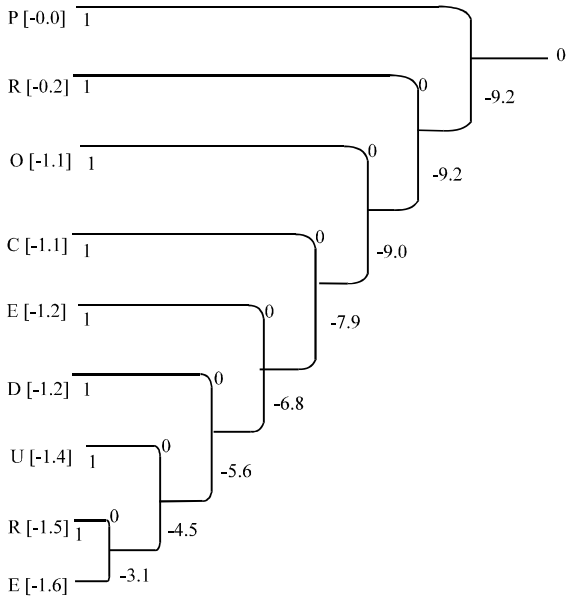 P [-0.0] 1
0
R [-0.2] 1 0
-9.2
O [-1.1] 1 0
-9.2
C [-1.1] 1 0
-9.0
E [-1.2] 1 0
-7.9
D [-1.2] 1 0
-6.8
U [-1.4] 1 0
-5.6
R [-1.5] 1 0
-4.5
E [-1.6] -3.1